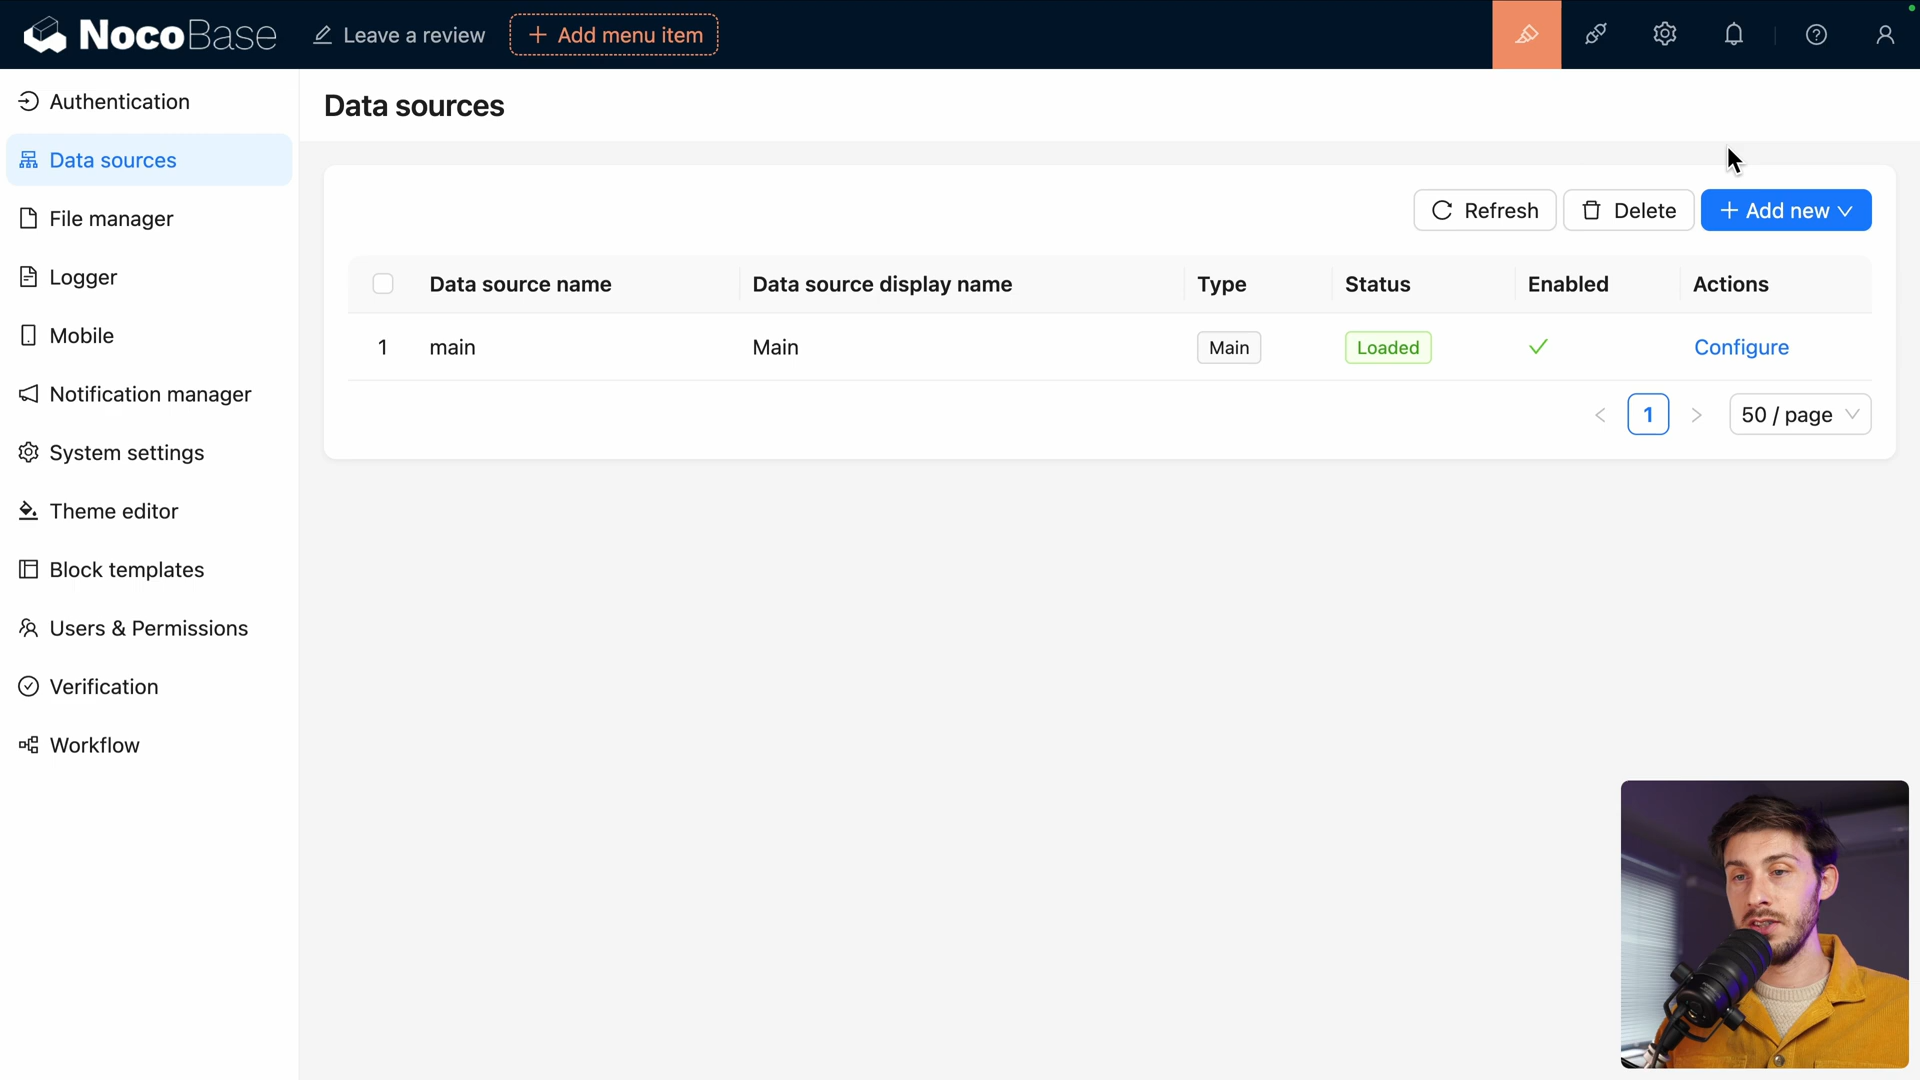 NocoBase
Leave a review
Add menu item
Authentication
Data sources
File manager
Logger
Mobile
Notification manager
System settings
Theme editor
Block templates
Users & Permissions
Verification
Workflow
Data sources
Refresh
Delete
Add new
Data source name
Data source display name
Type
Status
Enabled
Actions
1
main
Main
Main
Loaded
Configure
1
50 / page